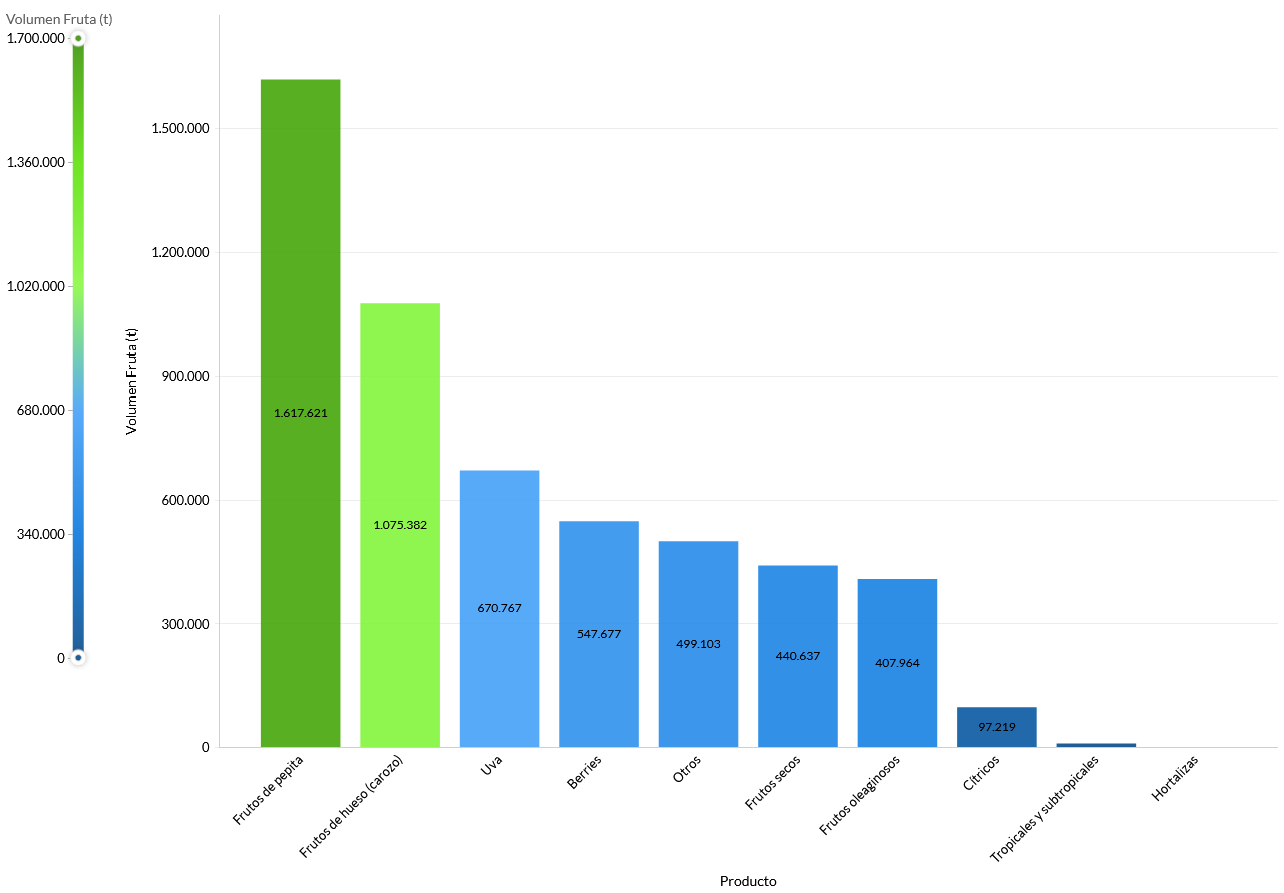 Volumen Fruta (t)
1.700.000
1.360.000
1.020.000
680.000
340.000
0
Volumen Fruta (t)
1.500.000
1.200.000
900.000
600.000
300.000
0
1.617.621
1.075.382
670.767
547.677
499.103
440.637
407.964
97.219
Frutos de pepita
Frutos de hueso (carozo)
Uva
Berries
Otros
Frutos secos
Frutos oleaginosos
Cítricos
Tropicales y subtropicales
Hortalizas
Producto